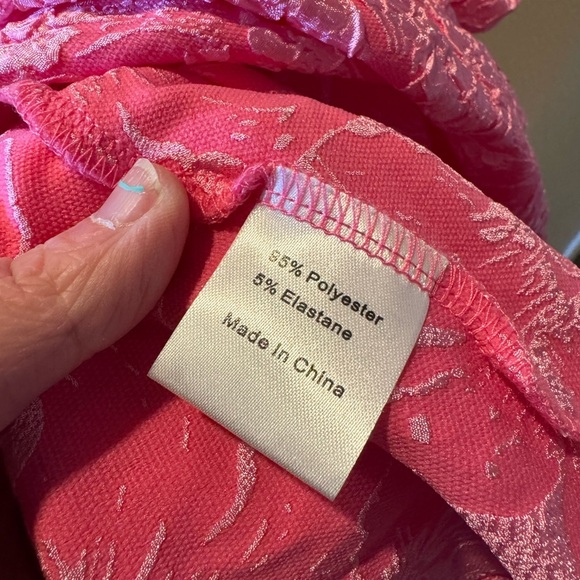 95% Polyester
5% Elastane
Made In China